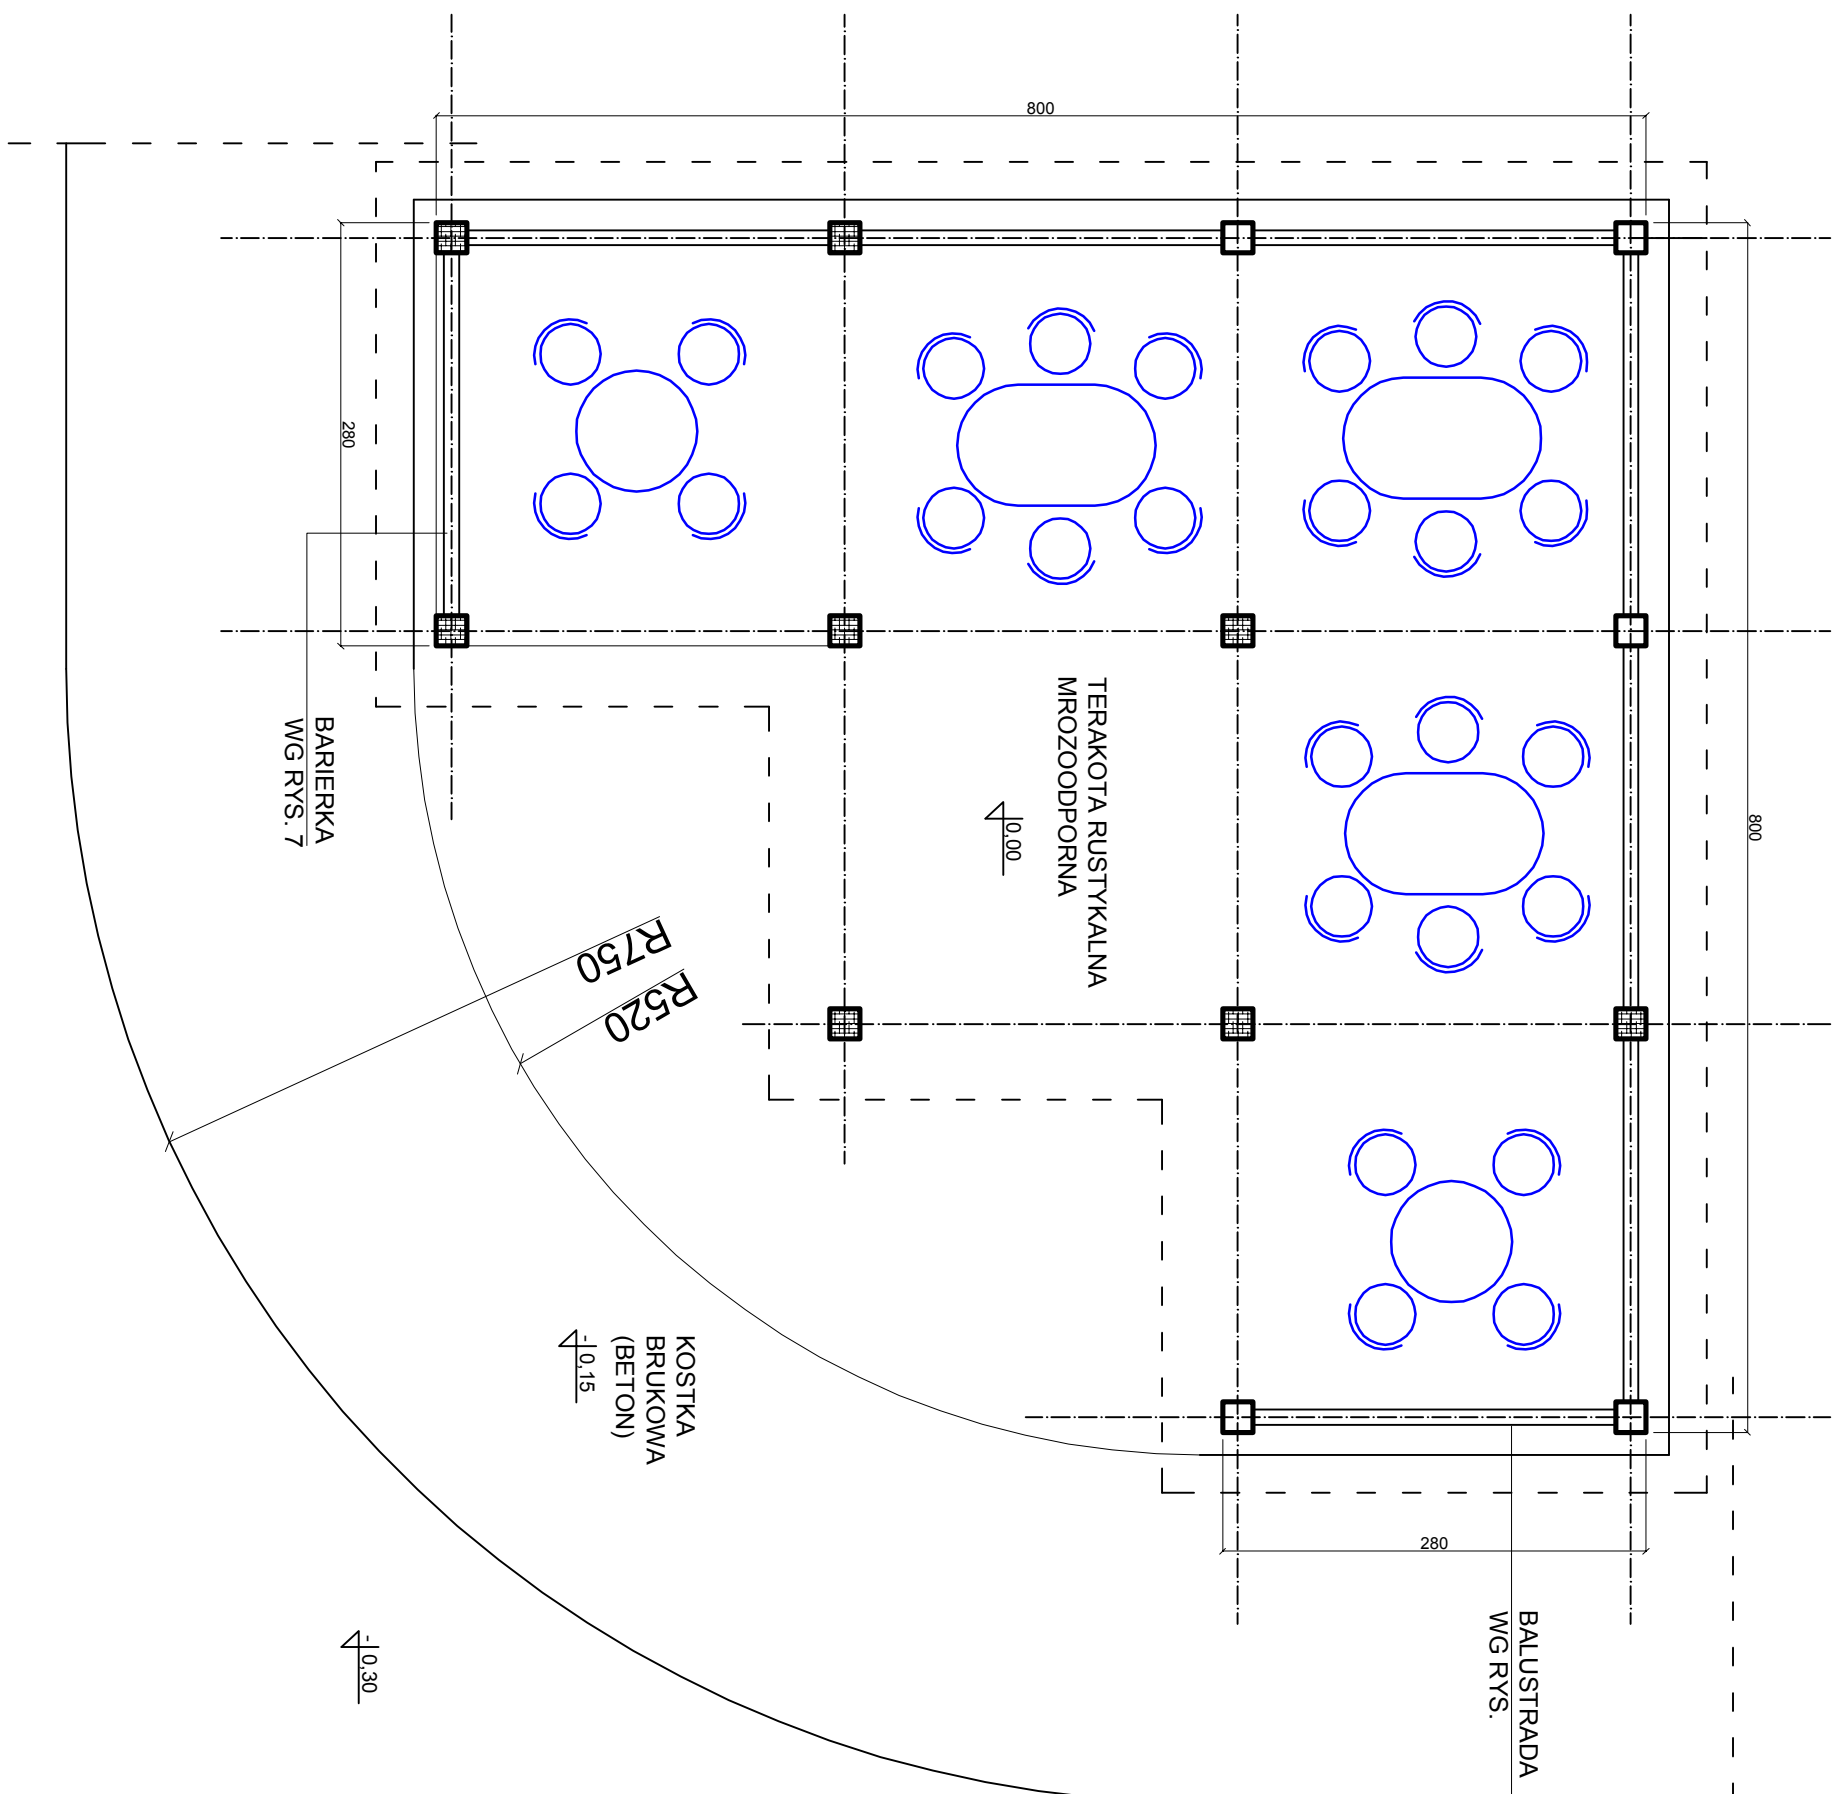 800
280
800
TERAKOTA RUSTYKALNA
MROZOODPORNA
0,00
BARIERKA
WG RYS. 7
R750
R520
KOSTKA
BRUKOWA
(BETON)
-0,15
280
BALUSTRADA
WG RYS.
-0,30